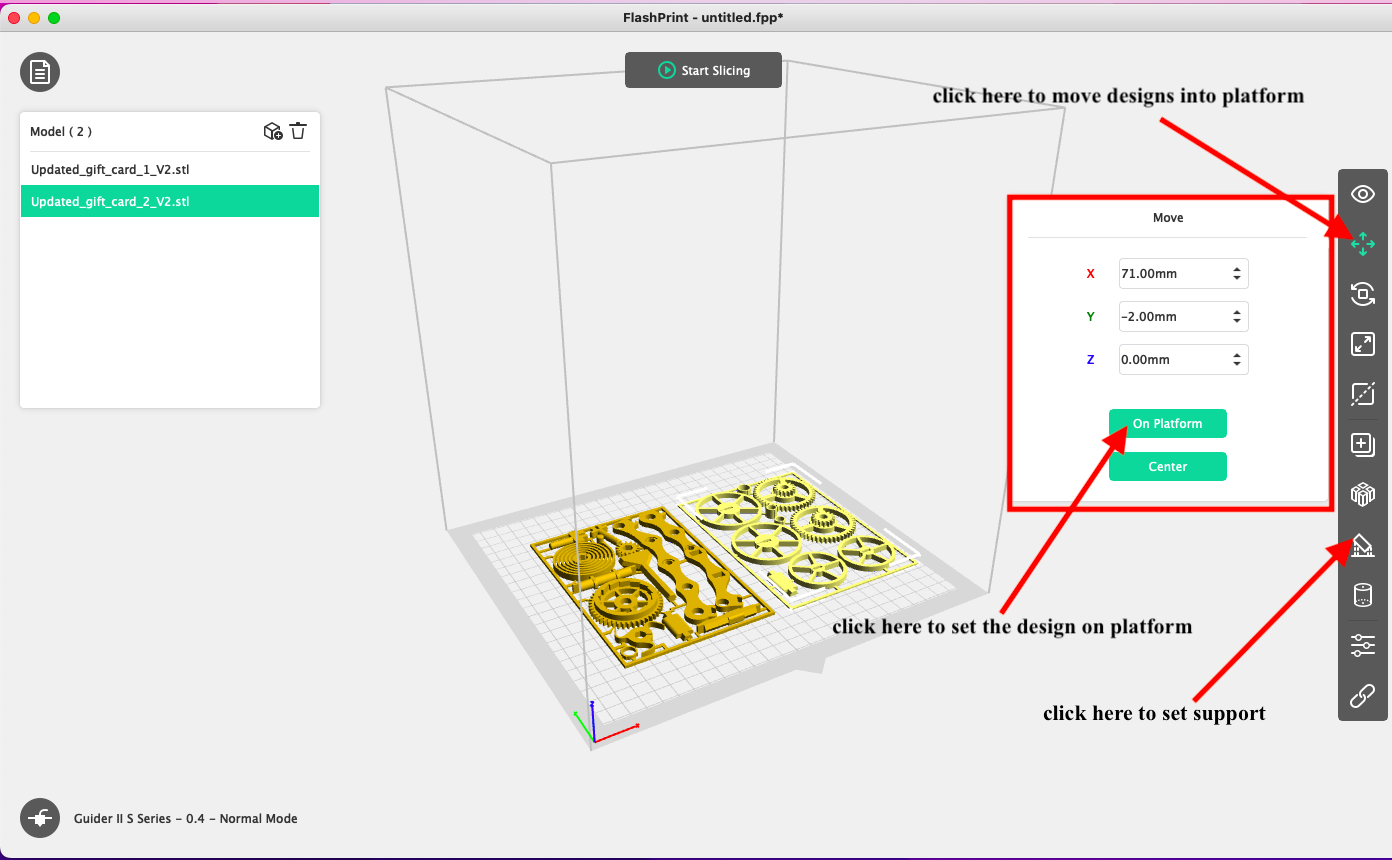 FlashPrint - untitled.fpp*
Start Slicing
click here to move designs into platform
Model ( 2 )
Updated_gift_card_1_V2.stl
Updated_gift_card_2_V2.stl
Move
X 71.00mm
Y -2.00mm
Z 0.00mm
On Platform
Center
click here to set the design on platform
click here to set support
Guider II S Series - 0.4 - Normal Mode